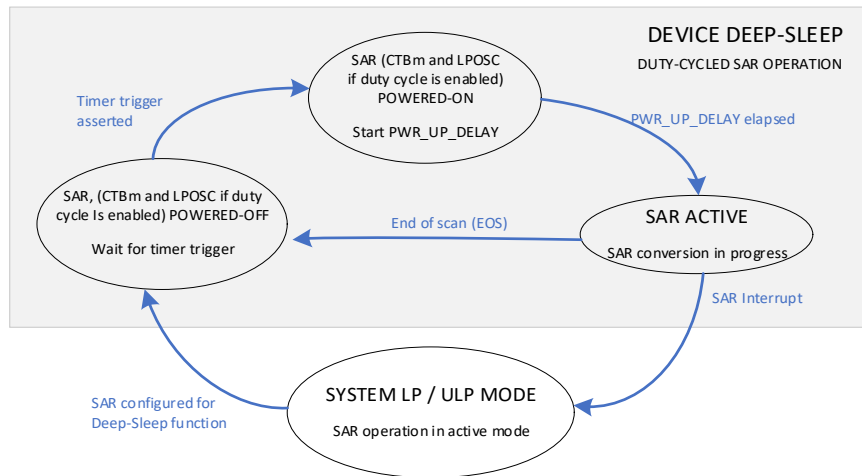 DEVICE DEEP-SLEEP
DUTY-CYCLED SAR OPERATION
SAR (CTBm and LPOSC
if duty cycle is enabled)
POWERED-ON
Start PWR_UP_DELAY
Timer trigger
asserted
PWR_UP_DELAY elapsed
SAR, (CTBm and LPOSC if duty
cycle Is enabled) POWERED-OFF
Wait for timer trigger
End of scan (EOS)
SAR ACTIVE
SAR conversion in progress
SAR Interrupt
SYSTEM LP / ULP MODE
SAR operation in active mode
SAR configured for
Deep-Sleep function